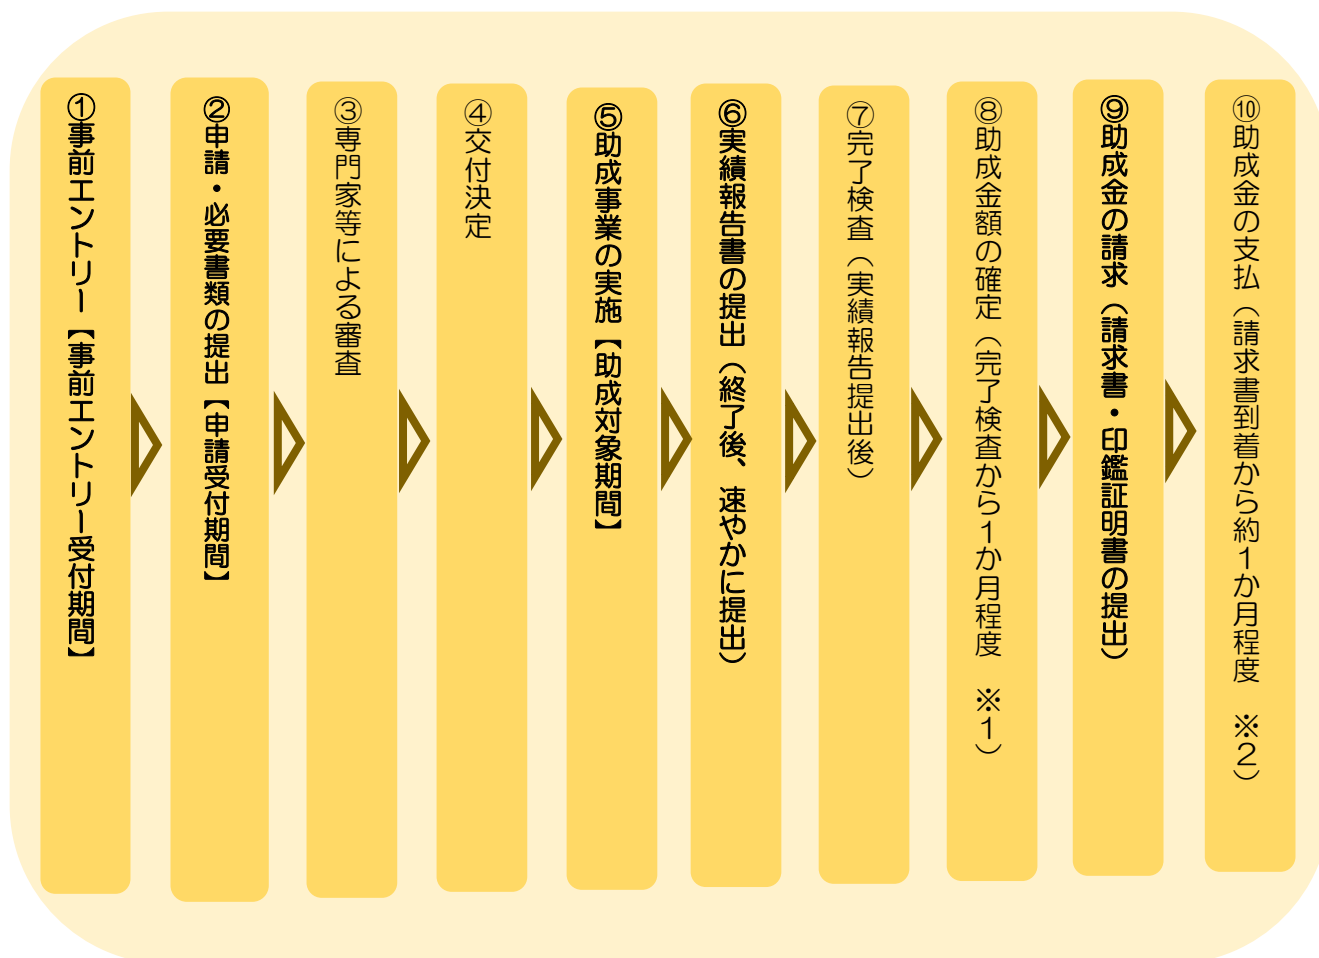 ①事前エントリー【事前エントリー受付期間】
②申請・必要書類の提出【申請受付期間】
③専門家等による審査
④交付決定
⑤助成事業の実施【助成対象期間】
⑥実績報告書の提出（終了後、速やかに提出）
⑦完了検査（実績報告提出後）
⑧助成金額の確定（完了検査から１か月程度　※１）
⑨助成金の請求（請求書・印鑑証明書の提出）
⑩助成金の支払（請求書到着から約１か月程度　※２）